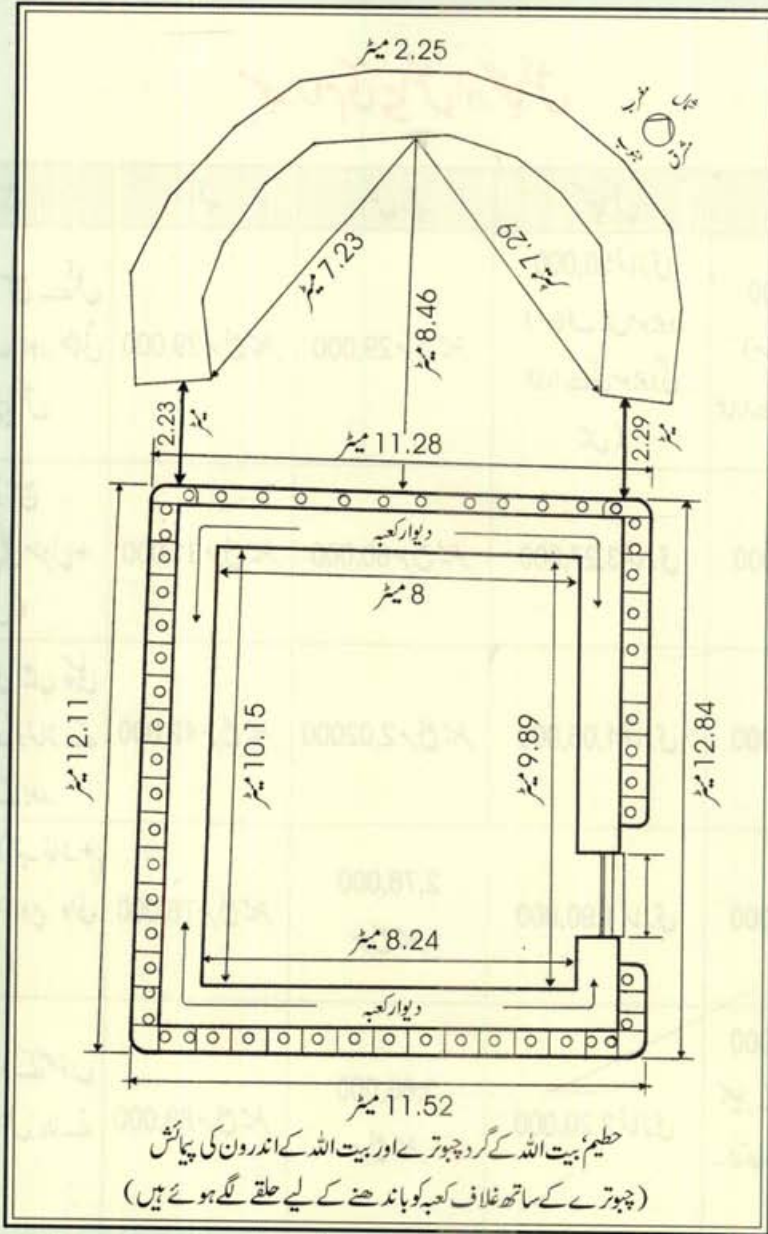 2.25 میٹر
شمال
مغرب
مشرق
جنوب
7.23 میٹر
7.29 میٹر
8.46 میٹر
2.23 میٹر
2.29 میٹر
11.28 میٹر
دیوار کعبہ
8 میٹر
12.11 میٹر
10.15 میٹر
9.89 میٹر
12.84 میٹر
8.24 میٹر
دیوار کعبہ
11.52 میٹر
حطیم، بیت اللہ کے گرد چبوترے اور بیت اللہ کے اندرون کی پیمائش
(چبوترے کے ساتھ غلاف کعبہ کو باندھنے کے لیے حلقے لگے ہوئے ہیں)